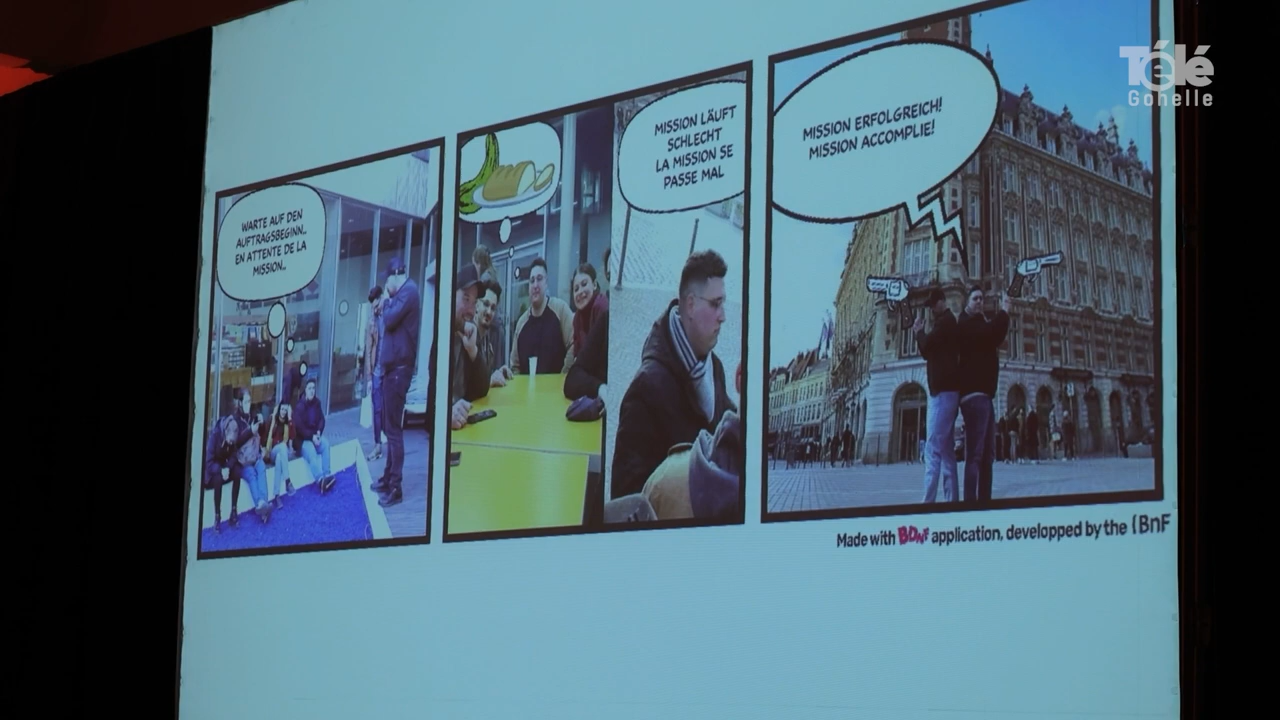 Télé
Gohelle
WARTE AUF DEN
AUFTRAGSBEGINN..
EN ATTENTE DE LA
MISSION..
MISSION LÄUFT
SCHLECHT
LA MISSION SE
PASSE MAL
MISSION ERFOLGREICH!
MISSION ACCOMPLIE!
Made with BDnF application, developped by the {BnF